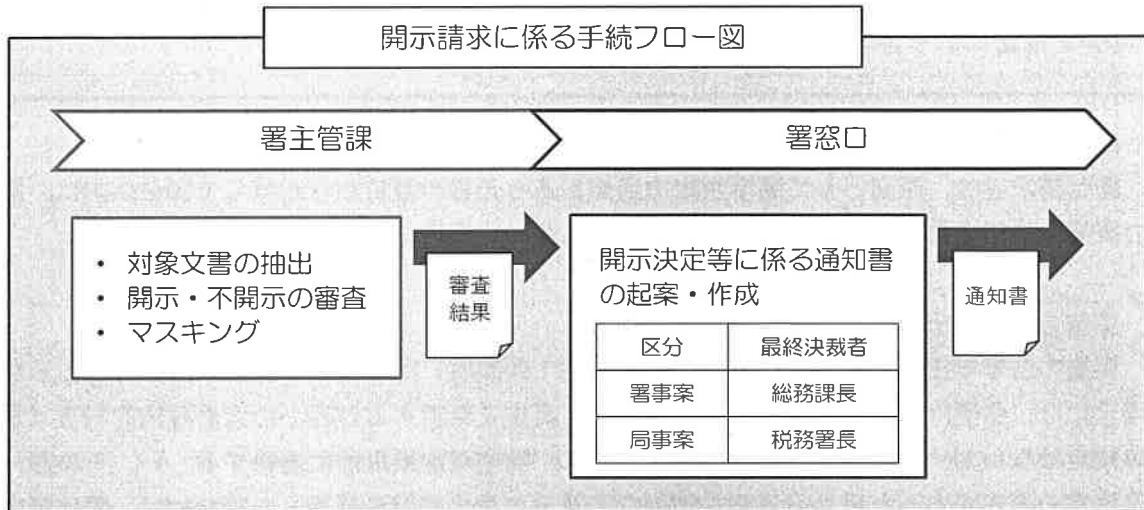 開示請求に係る手続フロー図
署主管課
署窓口
・ 対象文書の抽出
・ 開示・不開示の審査
・ マスキング
審査
結果
開示決定等に係る通知書
の起案・作成
区分 最終決裁者
署事案 総務課長
局事案 税務署長
通知書